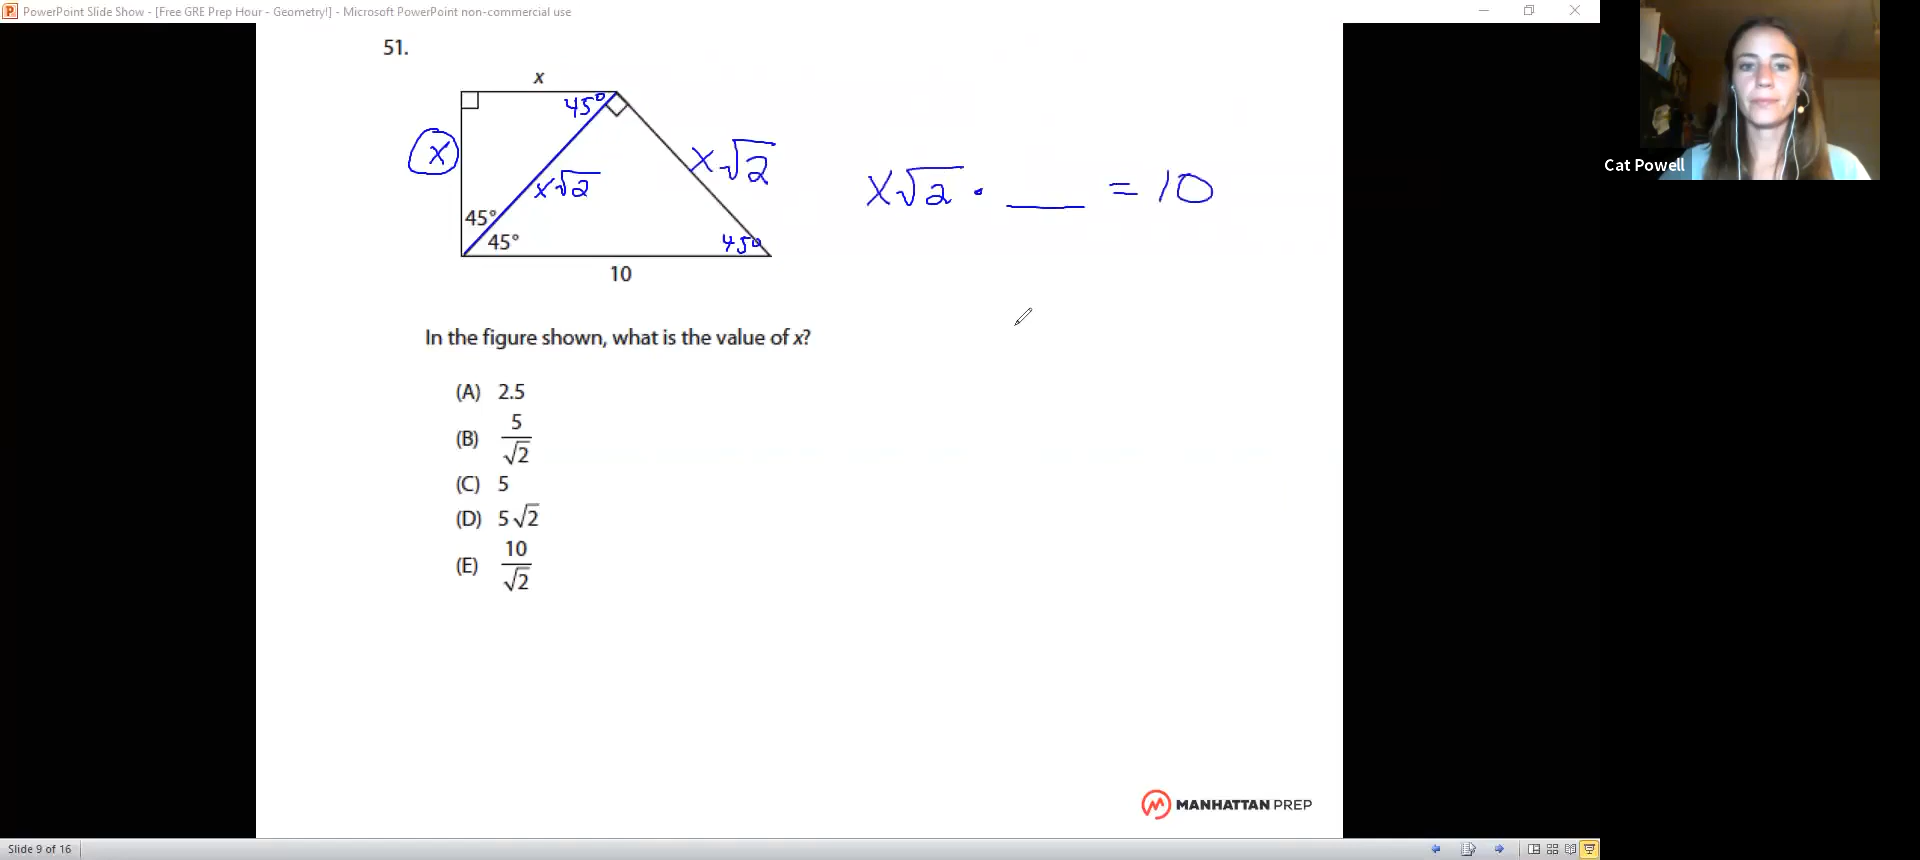 PowerPoint Slide Show - [Free GRE Prep Hour - Geometry!] - Microsoft PowerPoint non-commercial use
51.
x
45°
x
x√2
x√2
x√2 · ___ = 10
45°
45°
45°
10
Cat Powell
In the figure shown, what is the value of x?
(A) 2.5
(B) 5/√2
(C) 5
(D) 5√2
(E) 10/√2
MANHATTAN PREP
Slide 9 of 16